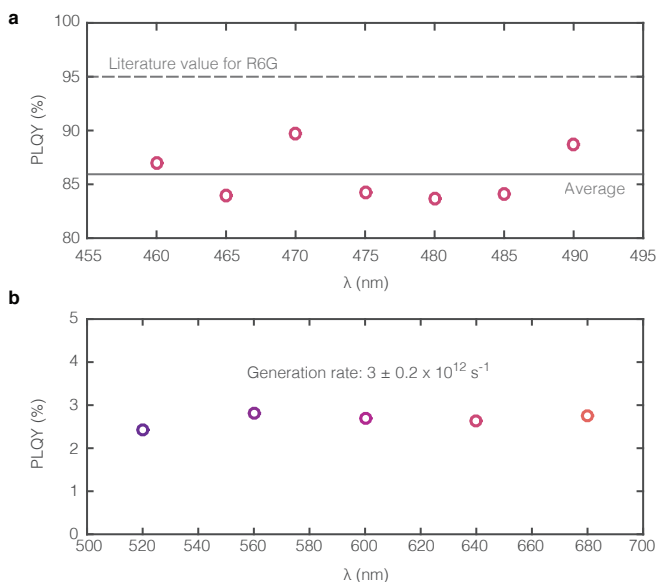 a
100
95
90
85
80
PLQY (%)
Literature value for R6G
Average
455 460 465 470 475 480 485 490 495
λ (nm)
b
5
4
3
2
1
0
PLQY (%)
Generation rate: 3 ± 0.2 x 10¹² s⁻¹
500 520 540 560 580 600 620 640 660 680 700
λ (nm)